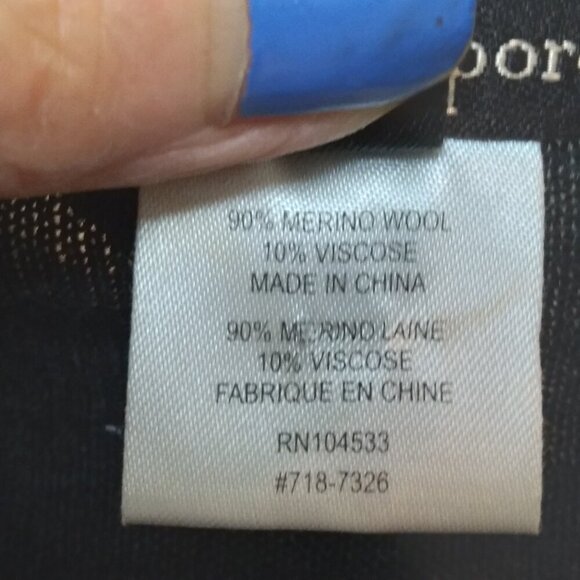 90% MERINO WOOL
10% VISCOSE
MADE IN CHINA
90% MERINO LAINE
10% VISCOSE
FABRIQUE EN CHINE
RN104533
#718-7326